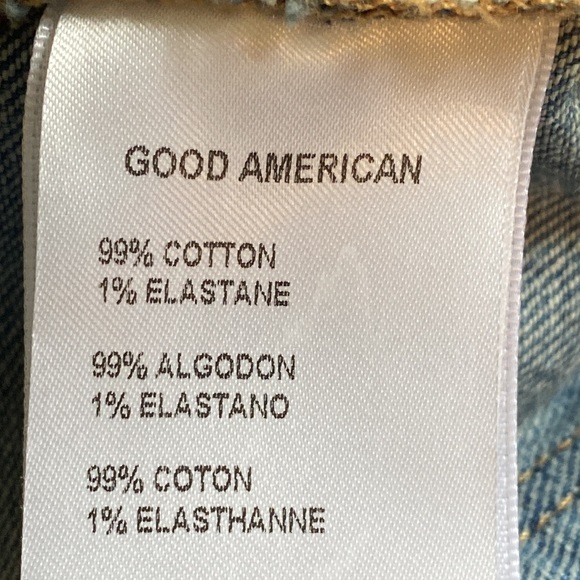 GOOD AMERICAN
99% COTTON
1% ELASTANE
99% ALGODON
1% ELASTANO
99% COTON
1% ELASTHANNE